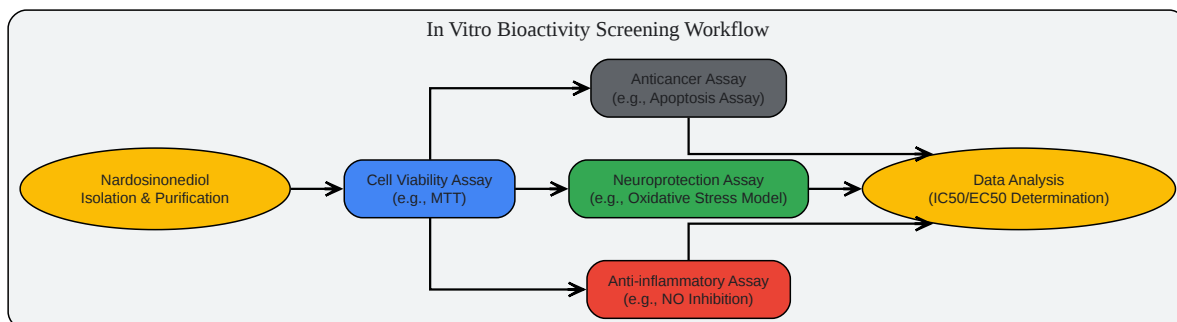 In Vitro Bioactivity Screening Workflow
Nardosinonediol
Isolation & Purification
Cell Viability Assay
(e.g., MTT)
Anticancer Assay
(e.g., Apoptosis Assay)
Neuroprotection Assay
(e.g., Oxidative Stress Model)
Anti-inflammatory Assay
(e.g., NO Inhibition)
Data Analysis
(IC50/EC50 Determination)